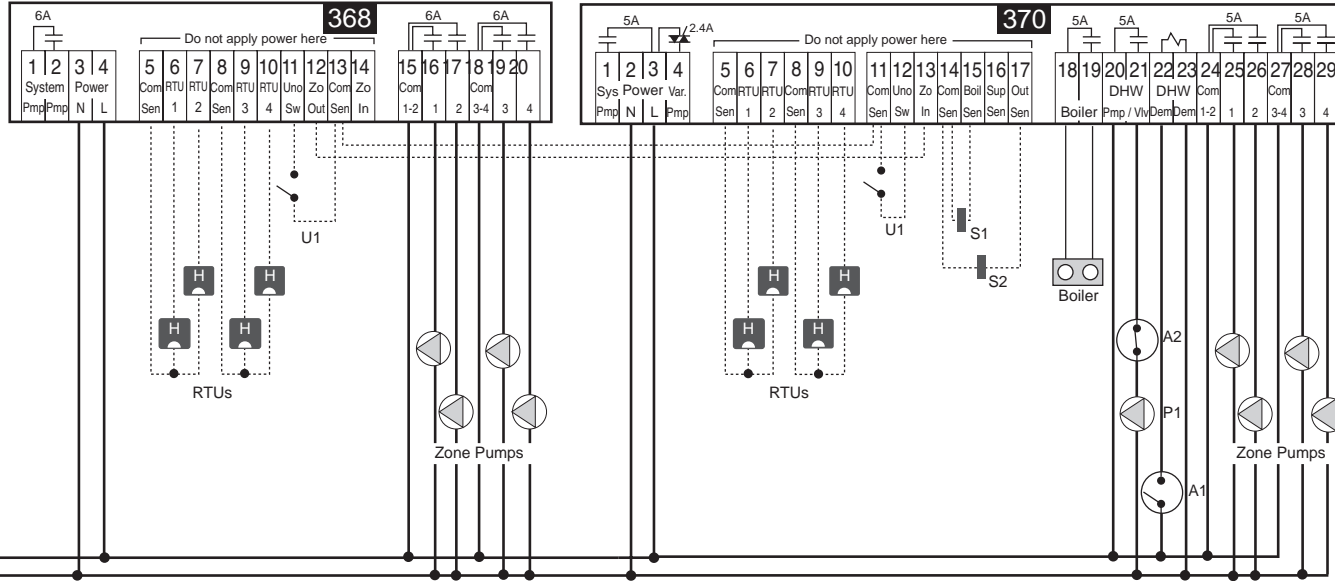 368
370
6A
6A
6A
5A
2.4A
5A
5A
5A
5A
Do not apply power here
Do not apply power here
1 2 3 4
System Power
Pmp Pmp N L
5 6 7 8 9 10 11 12 13 14
Com RTU RTU Com RTU RTU Uno Zo Com Zo
Sen 1 2 Sen 3 4 Sw Out Sen In
15 16 17 18 19 20
Com Com
1-2 1 2 3-4 3 4
1 2 3 4
Sys Power Var.
Pmp N L Pmp
5 6 7 8 9 10
Com RTU RTU Com RTU RTU
Sen 1 2 Sen 3 4
11 12 13 14 15 16 17
Com Uno Zo Com Boil Sup Out
Sen Sw In Sen Sen Sen Sen
18 19 20 21 22 23 24 25 26 27 28 29
DHW DHW Com Com
Boiler Pmp / Vlv Dem Dem 1-2 1 2 3-4 3 4
U1
U1
S1
S2
H
H
H
H
H
H
H
H
Boiler
RTUs
RTUs
A2
P1
A1
Zone Pumps
Zone Pumps